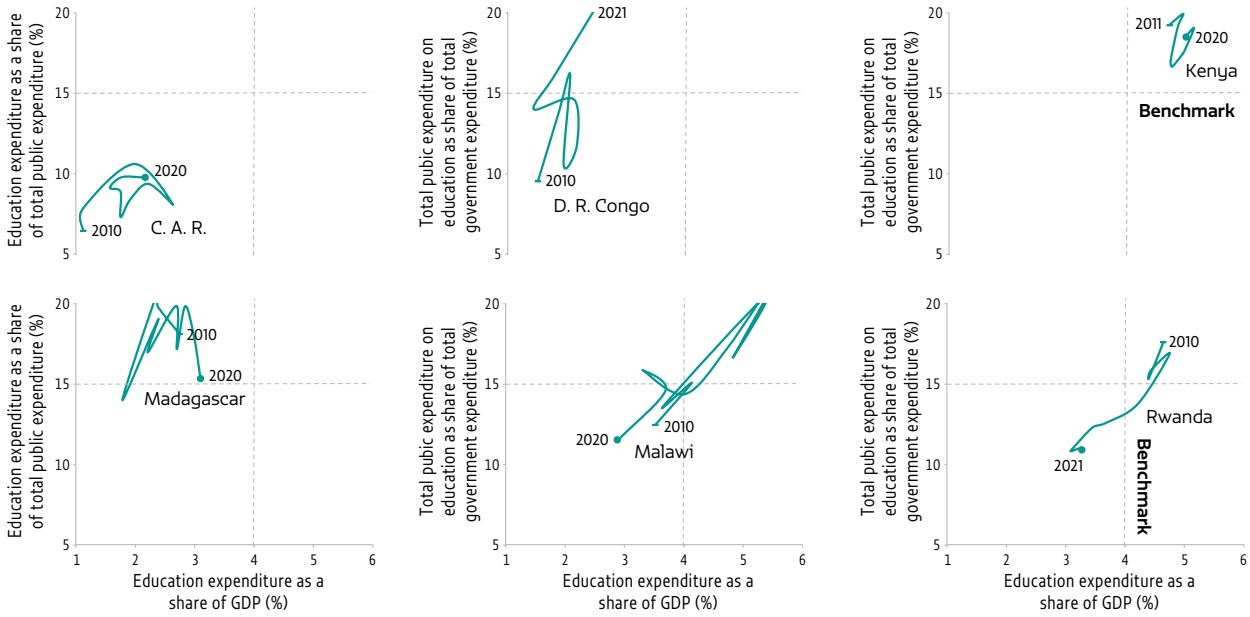 Education expenditure as a share
of total public expenditure (%)
20
15
10
5
2020
2010
C. A. R.
Total pubic expenditure on
education as share of total
government expenditure (%)
20
15
10
5
2021
2010
D. R. Congo
Total pubic expenditure on
education as share of total
government expenditure (%)
20
15
10
5
2011
2020
Kenya
Benchmark
Education expenditure as a share
of total public expenditure (%)
20
15
10
5
2010
2020
Madagascar
1 2 3 4 5 6
Education expenditure as a
share of GDP (%)
Total pubic expenditure on
education as share of total
government expenditure (%)
20
15
10
5
2010
2020
Malawi
1 2 3 4 5 6
Education expenditure as a
share of GDP (%)
Total pubic expenditure on
education as share of total
government expenditure (%)
20
15
10
5
2010
Rwanda
2021
Benchmark
1 2 3 4 5 6
Education expenditure as a
share of GDP (%)